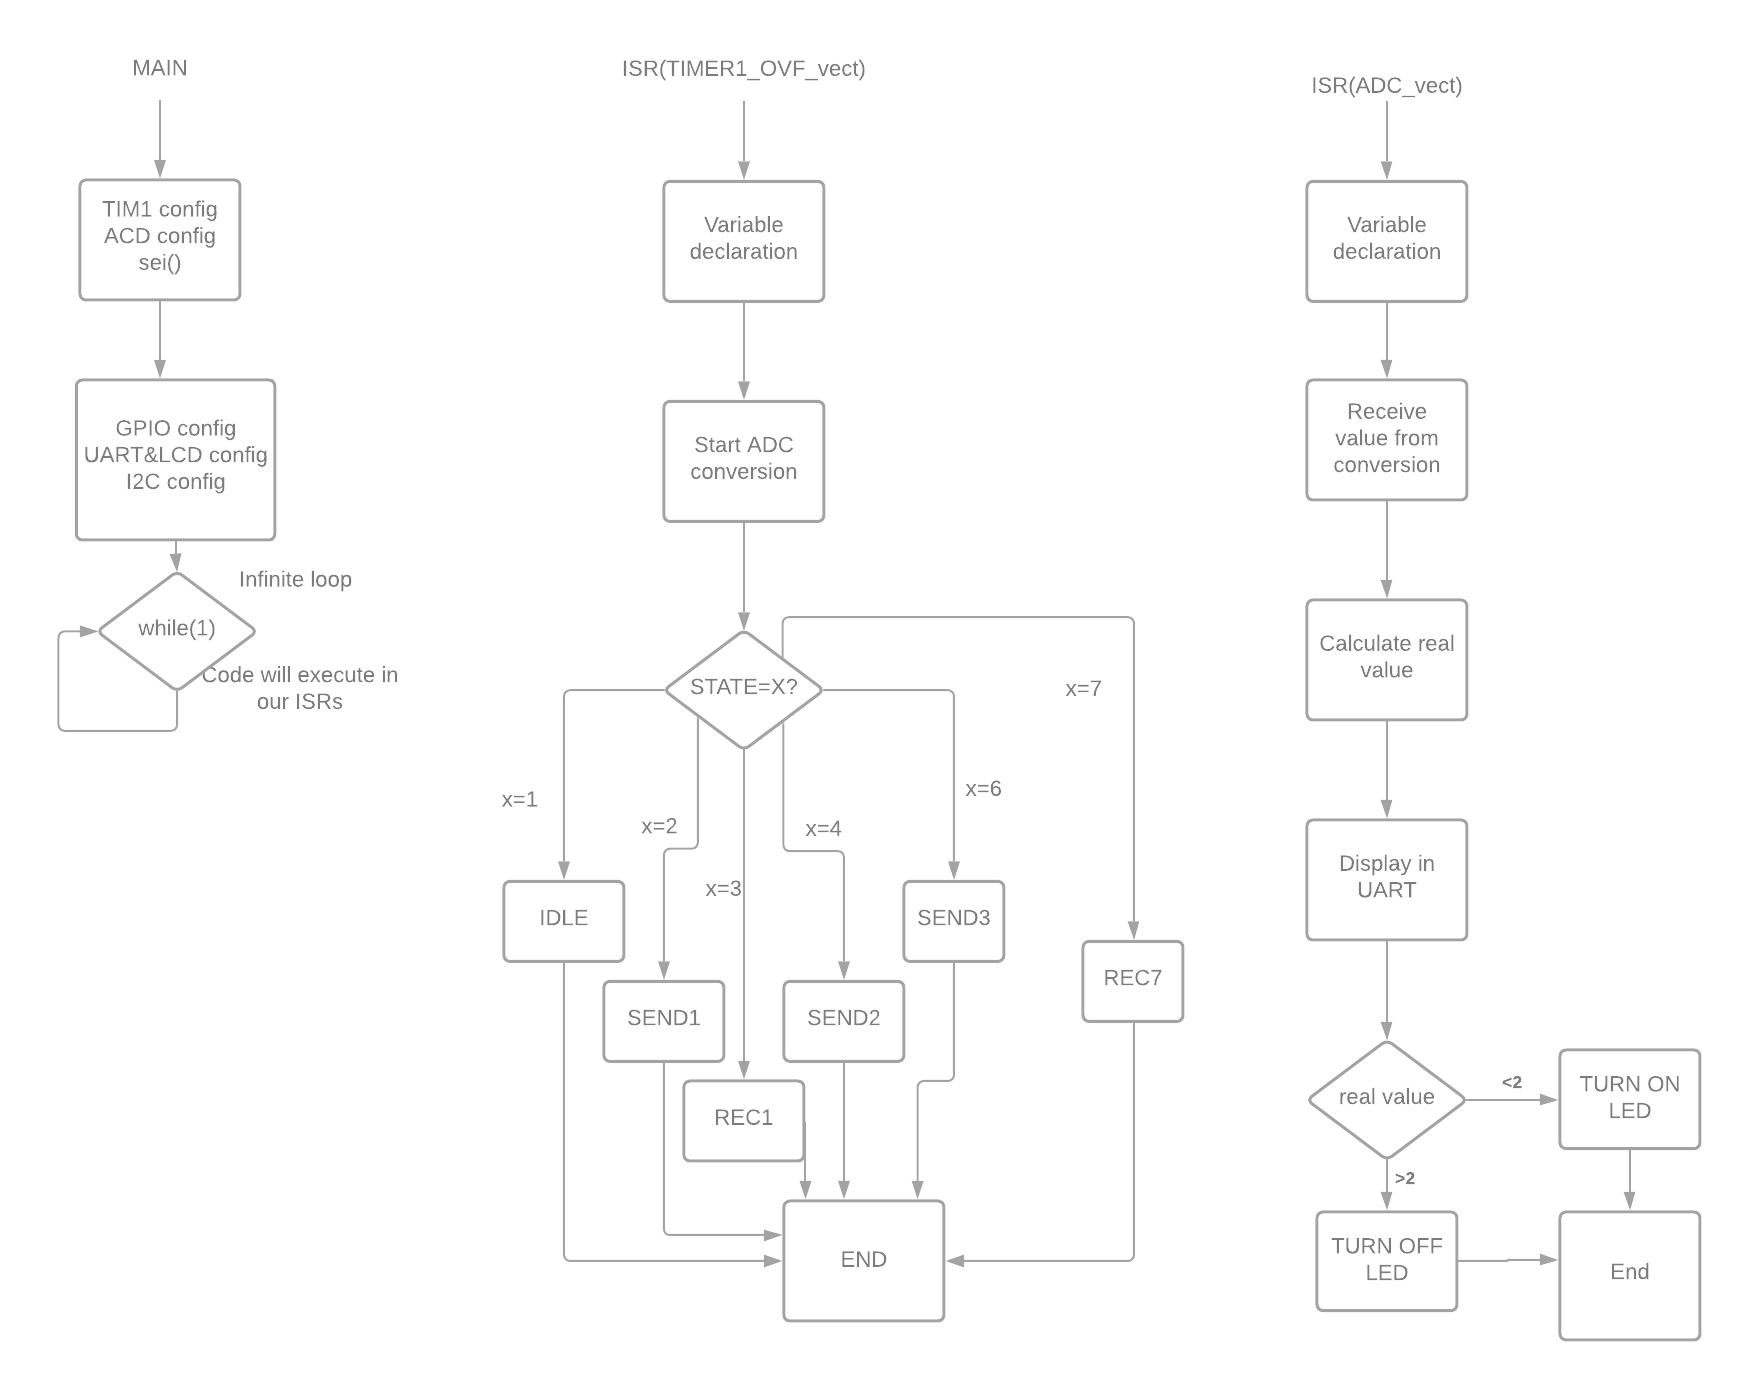 MAIN
TIM1 config
ACD config
sei()
GPIO config
UART&LCD config
I2C config
Infinite loop
while(1)
Code will execute in
our ISRs
ISR(TIMER1_OVF_vect)
Variable
declaration
Start ADC
conversion
STATE=X?
x=7
x=1
x=2
x=3
x=4
x=6
IDLE
SEND3
REC7
SEND1
SEND2
REC1
END
ISR(ADC_vect)
Variable
declaration
Receive
value from
conversion
Calculate real
value
Display in
UART
real value
<2
TURN ON
LED
>2
TURN OFF
LED
End